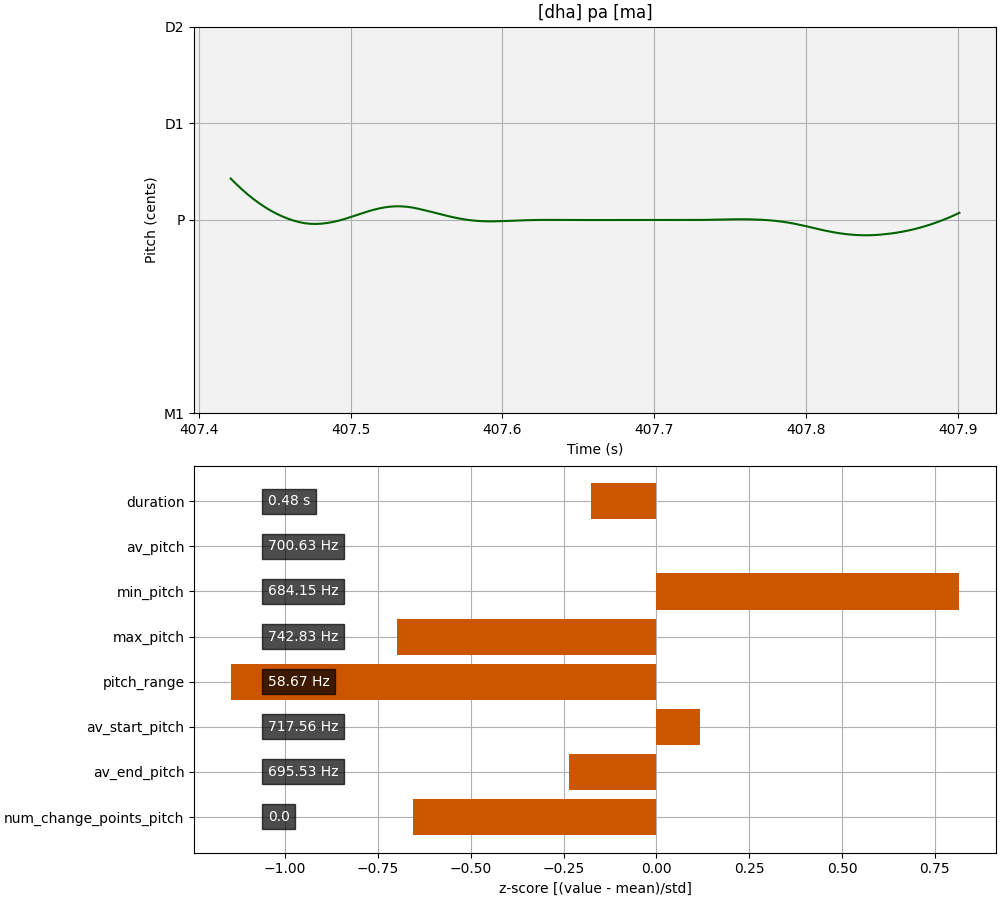 [dha] pa [ma]
D2
D1
P
M1
Pitch (cents)
407.4 407.5 407.6 407.7 407.8 407.9
Time (s)
duration 0.48 s
av_pitch 700.63 Hz
min_pitch 684.15 Hz
max_pitch 742.83 Hz
pitch_range 58.67 Hz
av_start_pitch 717.56 Hz
av_end_pitch 695.53 Hz
num_change_points_pitch 0.0
−1.00 −0.75 −0.50 −0.25 0.00 0.25 0.50 0.75
z-score [(value - mean)/std]